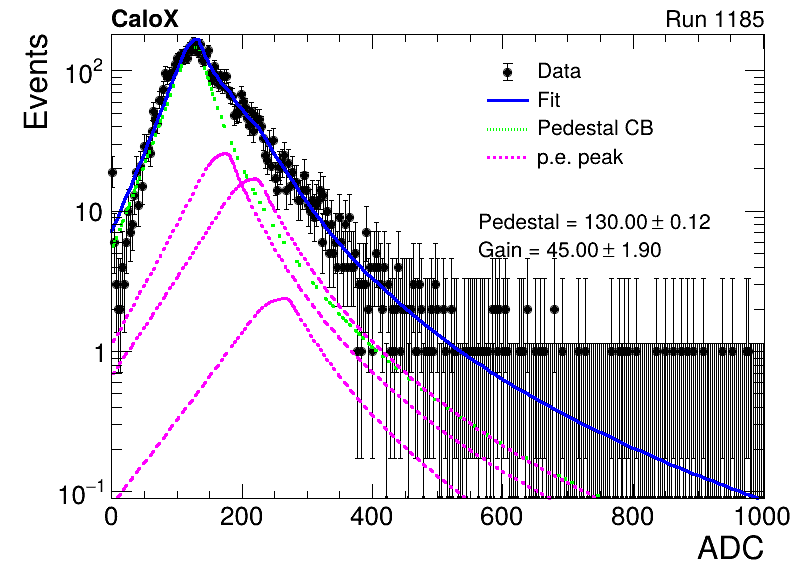 CaloX Run 1185
Events
Data
Fit
Pedestal CB
p.e. peak
Pedestal = 130.00 ± 0.12
Gain = 45.00 ± 1.90
10²
10
1
10⁻¹
0 200 400 600 800 1000
ADC